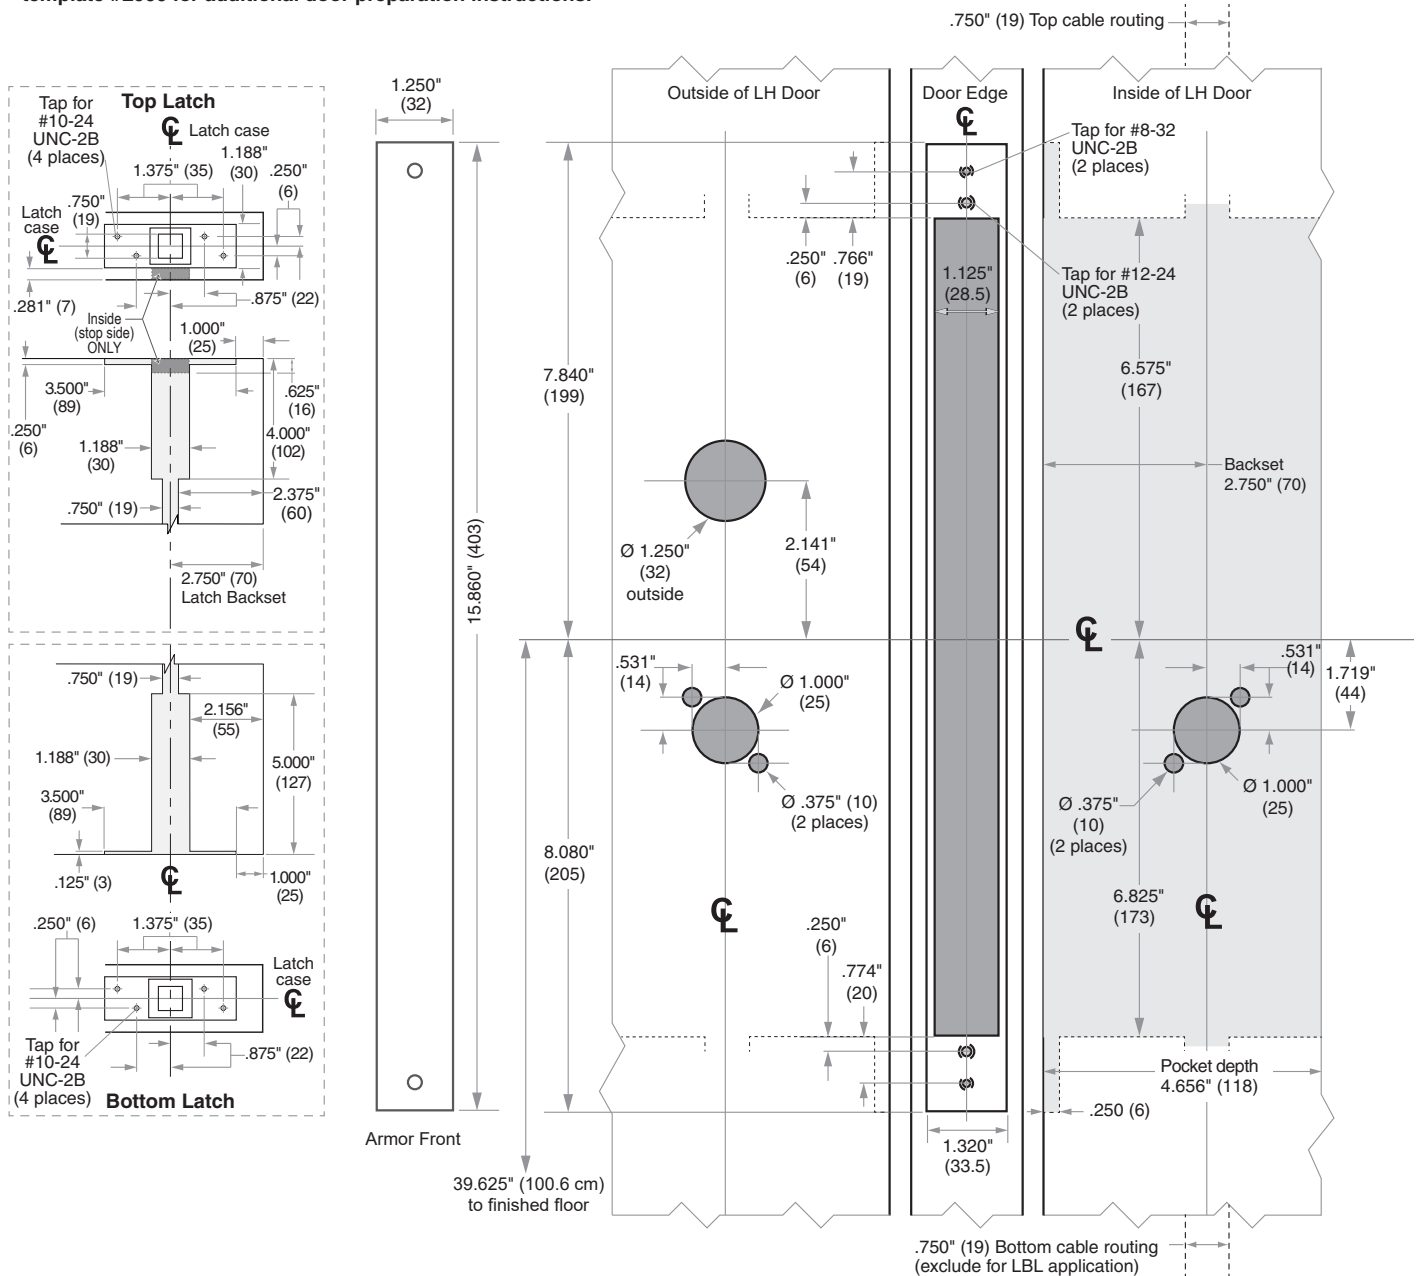 template #2666 for additional door preparation instructions.
.750" (19) Top cable routing
Tap for
#10-24
UNC-2B
(4 places)
Top Latch
CL Latch case
1.375" (35)
1.188"
(30)
.250"
(6)
.750"
(19)
Latch
case
CL
.281" (7)
.875" (22)
Inside
(stop side)
ONLY
1.000"
(25)
3.500"
(89)
.625"
(16)
.250"
(6)
1.188"
(30)
4.000"
(102)
.750" (19)
2.375"
(60)
2.750" (70)
Latch Backset
.750" (19)
2.156"
(55)
1.188" (30)
5.000"
(127)
3.500"
(89)
.125" (3)
CL
1.000"
(25)
.250" (6)
1.375" (35)
Latch
case
CL
Tap for
#10-24
UNC-2B
(4 places)
.875" (22)
Bottom Latch
1.250"
(32)
15.860" (403)
Armor Front
Outside of LH Door
7.840"
(199)
.250"
(6)
.766"
(19)
Ø 1.250"
(32)
outside
2.141"
(54)
.531"
(14)
Ø 1.000"
(25)
Ø .375" (10)
(2 places)
8.080"
(205)
CL
.250"
(6)
.774"
(20)
39.625" (100.6 cm)
to finished floor
Door Edge
CL
1.125"
(28.5)
1.320"
(33.5)
Inside of LH Door
Tap for #8-32
UNC-2B
(2 places)
Tap for #12-24
UNC-2B
(2 places)
6.575"
(167)
Backset
2.750" (70)
CL
.531"
(14)
1.719"
(44)
Ø 1.000"
(25)
Ø .375"
(10)
(2 places)
6.825"
(173)
CL
Pocket depth
4.656" (118)
.250 (6)
.750" (19) Bottom cable routing
(exclude for LBL application)